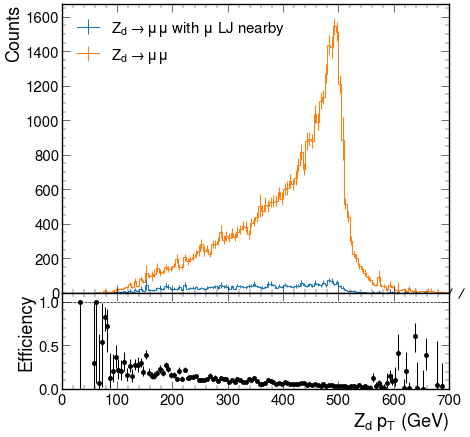 Counts
1600
1400
1200
1000
800
600
400
200
0
Z_d → μ μ with μ LJ nearby
Z_d → μ μ
Efficiency
1.0
0.5
0.0
0 100 200 300 400 500 600 700
Z_d p_T (GeV)